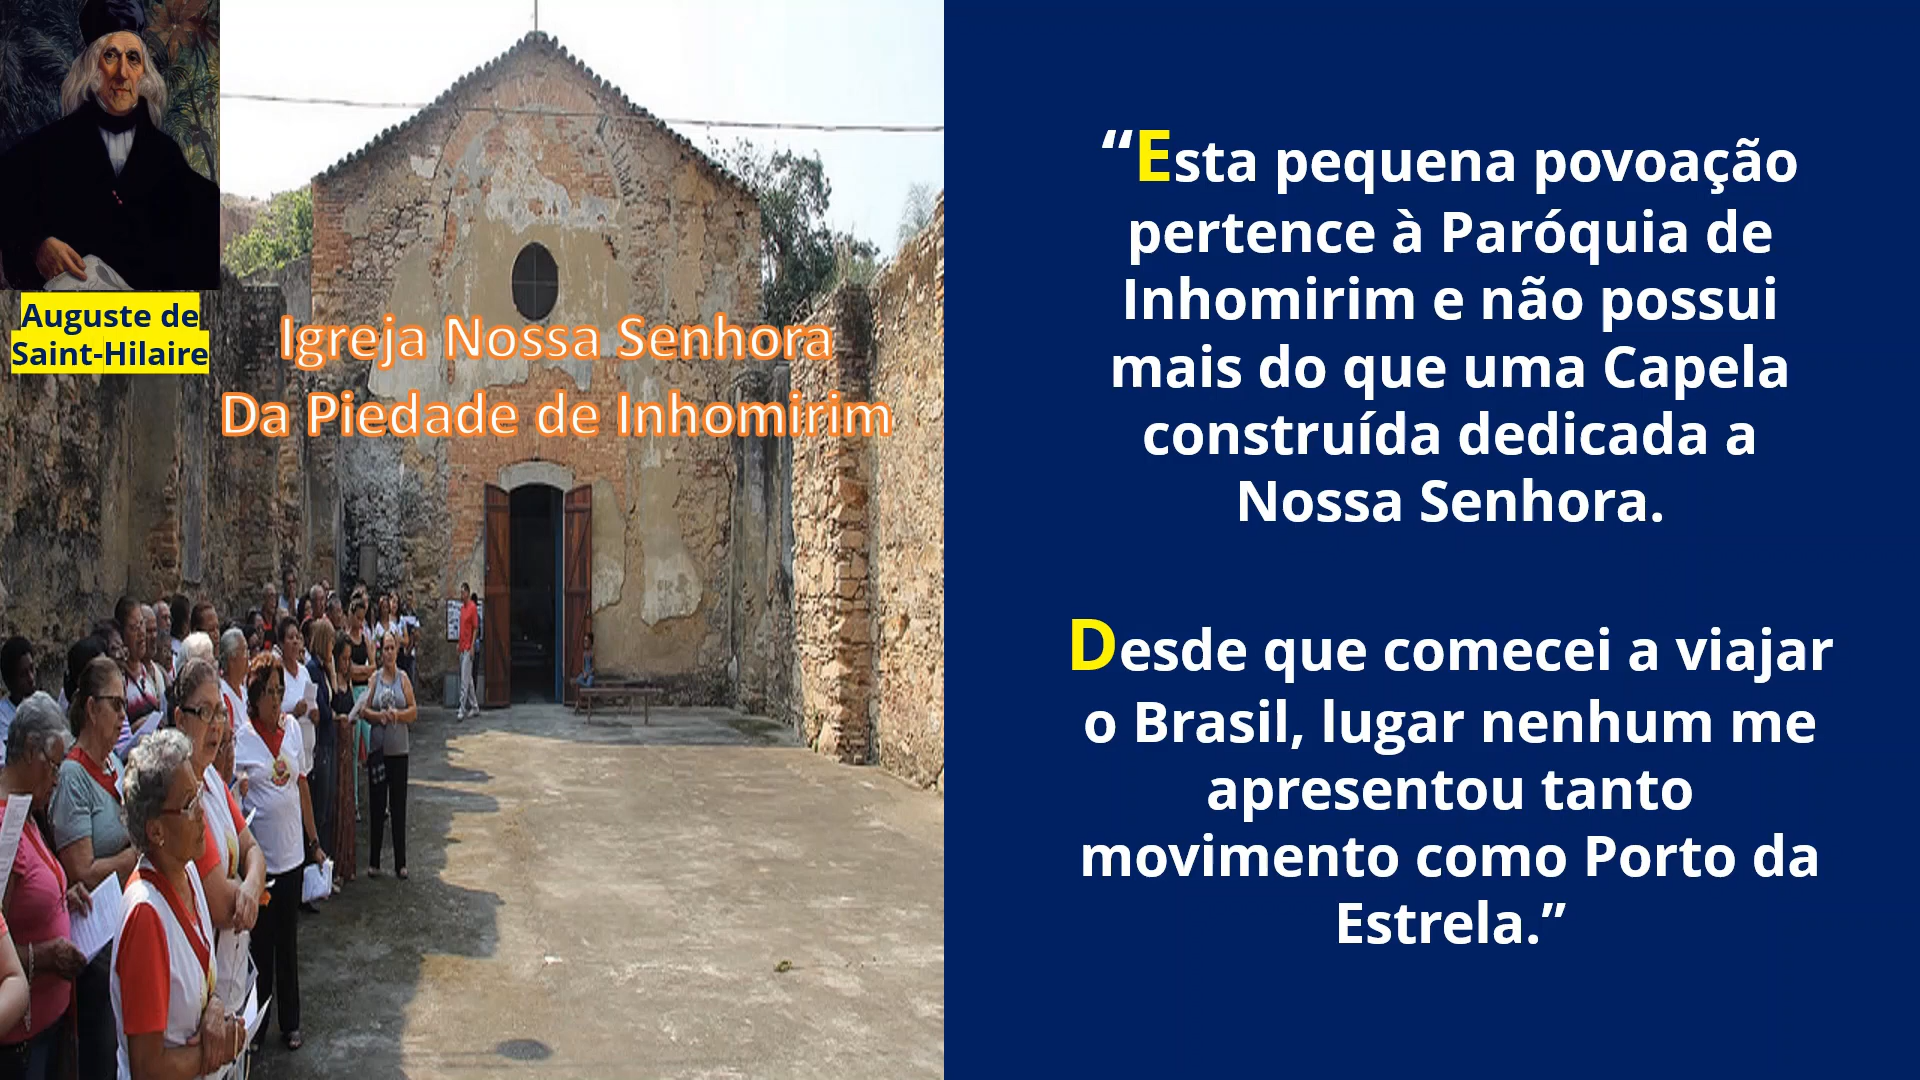 Auguste de
Saint-Hilaire
Igreja Nossa Senhora
Da Piedade de Inhomirim
“Esta pequena povoação
pertence à Paróquia de
Inhomirim e não possui
mais do que uma Capela
construída dedicada a
Nossa Senhora.
Desde que comecei a viajar
o Brasil, lugar nenhum me
apresentou tanto
movimento como Porto da
Estrela.”